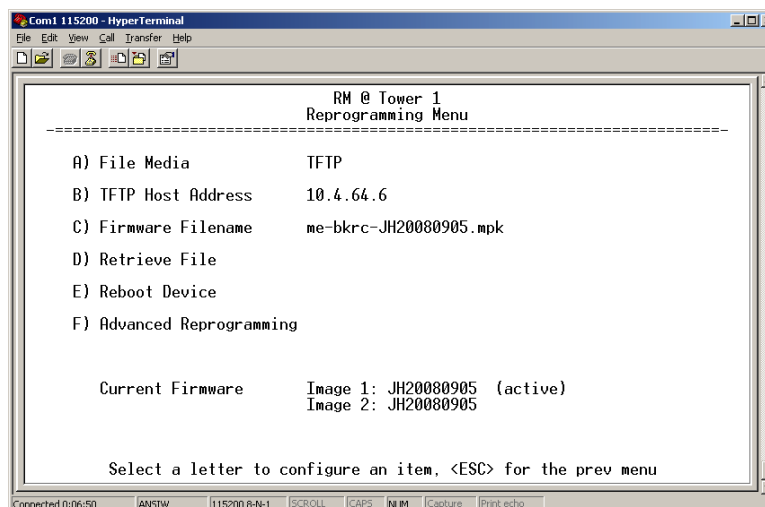 Com1 115200 - HyperTerminal
File Edit View Call Transfer Help
RM @ Tower 1
Reprogramming Menu
-==========================================================================-
A) File Media TFTP
B) TFTP Host Address 10.4.64.6
C) Firmware Filename me-bkrc-JH20080905.mpk
D) Retrieve File
E) Reboot Device
F) Advanced Reprogramming
Current Firmware Image 1: JH20080905 (active)
Image 2: JH20080905
Select a letter to configure an item, <ESC> for the prev menu
Connected 0:06:50 ANSIW 115200 8-N-1 SCROLL CAPS NUM Capture Print echo